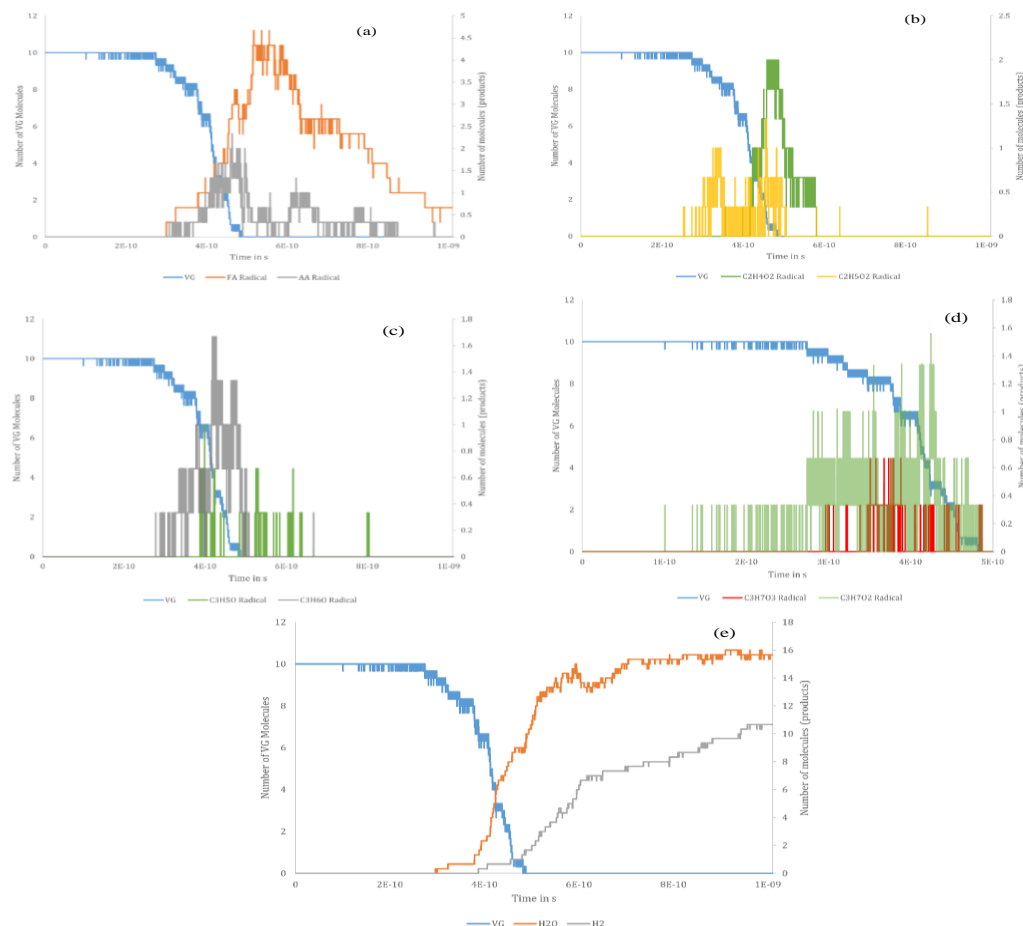 (a)
Number of VG Molecules
12
10
8
6
4
2
0
5
4.5
4
3.5
3
2.5
2
1.5
1
0.5
0
Number of molecules (products)
0 2E-10 4E-10 6E-10 8E-10 1E-09
Time in s
VG FA Radical AA Radical
(b)
Number of VG Molecules
12
10
8
6
4
2
0
2.5
2
1.5
1
0.5
0
Number of molecules (products)
0 2E-10 4E-10 6E-10 8E-10 1E-09
Time in s
VG C2H4O2 Radical C2H5O2 Radical
(c)
Number of VG Molecules
12
10
8
6
4
2
0
1.8
1.6
1.4
1.2
1
0.8
0.6
0.4
0.2
0
Number of molecules (products)
0 2E-10 4E-10 6E-10 8E-10 1E-09
Time in s
VG C3H5O Radical C3H6O Radical
(d)
Number of VG Molecules
12
10
8
6
4
2
0
1.8
1.6
1.4
1.2
1
0.8
0.6
0.4
0.2
0
Number of molecules (products)
0 1E-10 2E-10 3E-10 4E-10 5E-10
Time in s
VG C3H7O3 Radical C3H7O2 Radical
(e)
Number of VG Molecules
12
10
8
6
4
2
0
18
16
14
12
10
8
6
4
2
0
Number of molecules (products)
0 2E-10 4E-10 6E-10 8E-10 1E-09
Time in s
VG H2O H2